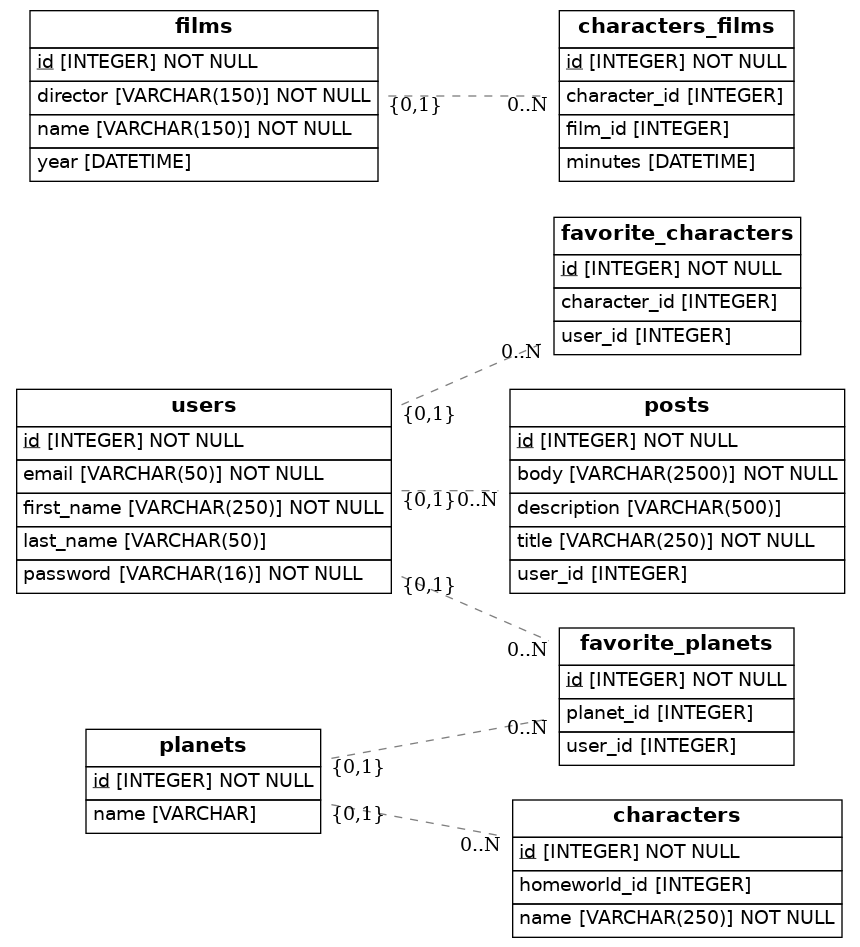 films
id [INTEGER] NOT NULL
director [VARCHAR(150)] NOT NULL
name [VARCHAR(150)] NOT NULL
year [DATETIME]
{0,1}
0..N
characters_films
id [INTEGER] NOT NULL
character_id [INTEGER]
film_id [INTEGER]
minutes [DATETIME]
favorite_characters
id [INTEGER] NOT NULL
character_id [INTEGER]
user_id [INTEGER]
0..N
{0,1}
users
id [INTEGER] NOT NULL
email [VARCHAR(50)] NOT NULL
first_name [VARCHAR(250)] NOT NULL
last_name [VARCHAR(50)]
password [VARCHAR(16)] NOT NULL
{0,1}
0..N
posts
id [INTEGER] NOT NULL
body [VARCHAR(2500)] NOT NULL
description [VARCHAR(500)]
title [VARCHAR(250)] NOT NULL
user_id [INTEGER]
{0,1}
0..N
favorite_planets
id [INTEGER] NOT NULL
planet_id [INTEGER]
user_id [INTEGER]
0..N
{0,1}
planets
id [INTEGER] NOT NULL
name [VARCHAR]
{0,1}
0..N
characters
id [INTEGER] NOT NULL
homeworld_id [INTEGER]
name [VARCHAR(250)] NOT NULL